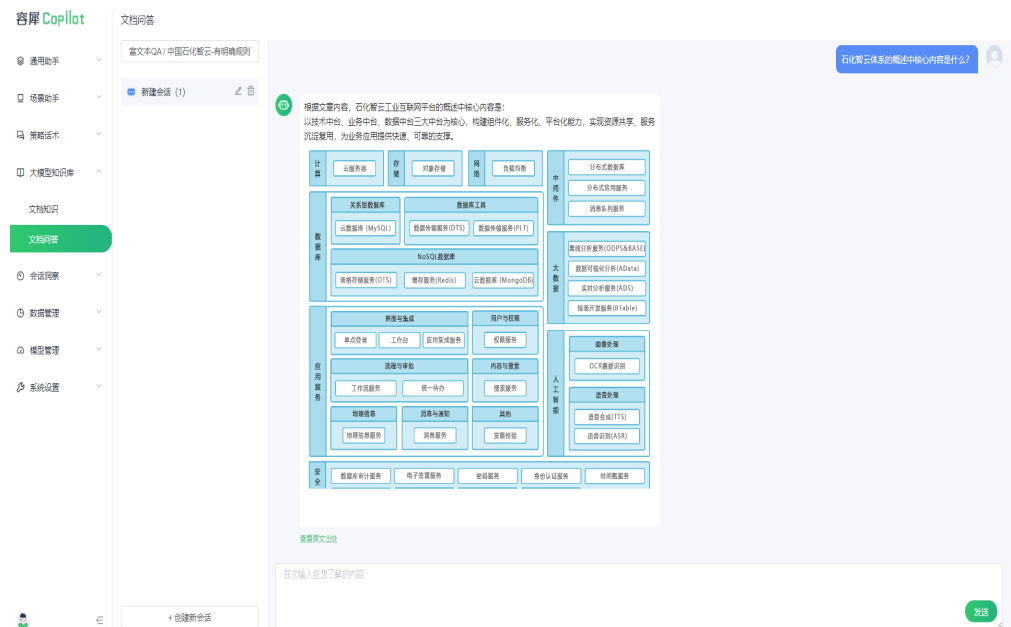 容犀 Copilot
文档问答
通用助手
场景助手
策略话术
大模型知识库
文档知识
文档问答
会话洞察
数据管理
模型管理
系统设置
富文本QA / 中国石化智云-有明确规则
新建会话 (1)
+ 创建新会话
石化智云体系的概述中核心内容是什么?
根据文章内容，石化智云工业互联网平台的概述中核心内容是:
以技术中台、业务中台、数据中台三大中台为核心，构建组件化、服务化、平台化能力，实现资源共享、服务
沉淀复用，为业务应用提供快速、可靠的支撑。
计算
云服务器
存储
对象存储
网络
负载均衡
中间件
分布式数据库
分布式应用服务
消息队列服务
数据库
关系型数据库
云数据库 (MySQL)
数据库工具
数据传输服务(DTS)
数据传输服务(PLT)
NoSQL数据库
表格存储服务(OTS)
缓存服务(Redis)
云数据库 (MongoDB)
大数据
离线分析服务(ODPS&BASE)
数据可视化分析(AData)
实时分析服务(ADS)
报表开发服务(BTable)
应用服务
界面与集成
单点登录
工作台
应用集成服务
用户与权限
权限服务
流程与审批
工作流服务
统一待办
内容与搜索
搜索服务
地理信息
地理信息服务
消息与通知
消息服务
其他
发票校验
人工智能
图像处理
OCR票据识别
语音处理
语音合成(TTS)
语音识别(ASR)
安全
数据库审计服务
电子签章服务
密码服务
身份认证服务
时间戳服务
查看原文出处
在次输入您想了解的内容
发送